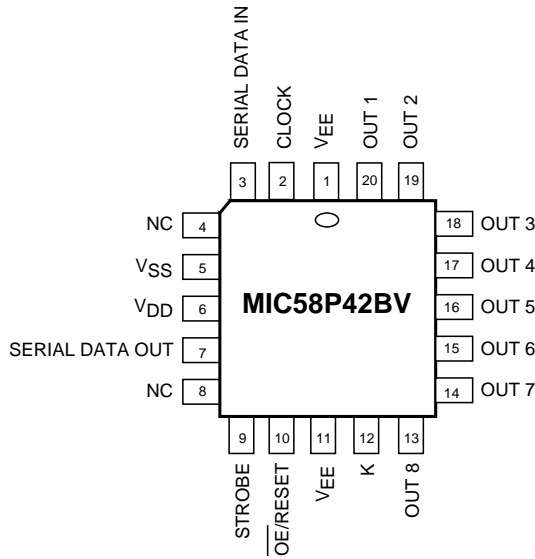 SERIAL DATA IN
CLOCK
VEE
OUT 1
OUT 2
3
2
1
20
19
NC
4
18
OUT 3
VSS
5
17
OUT 4
VDD
6
MIC58P42BV
16
OUT 5
SERIAL DATA OUT
7
15
OUT 6
NC
8
14
OUT 7
9
10
11
12
13
STROBE
OE/RESET
VEE
K
OUT 8